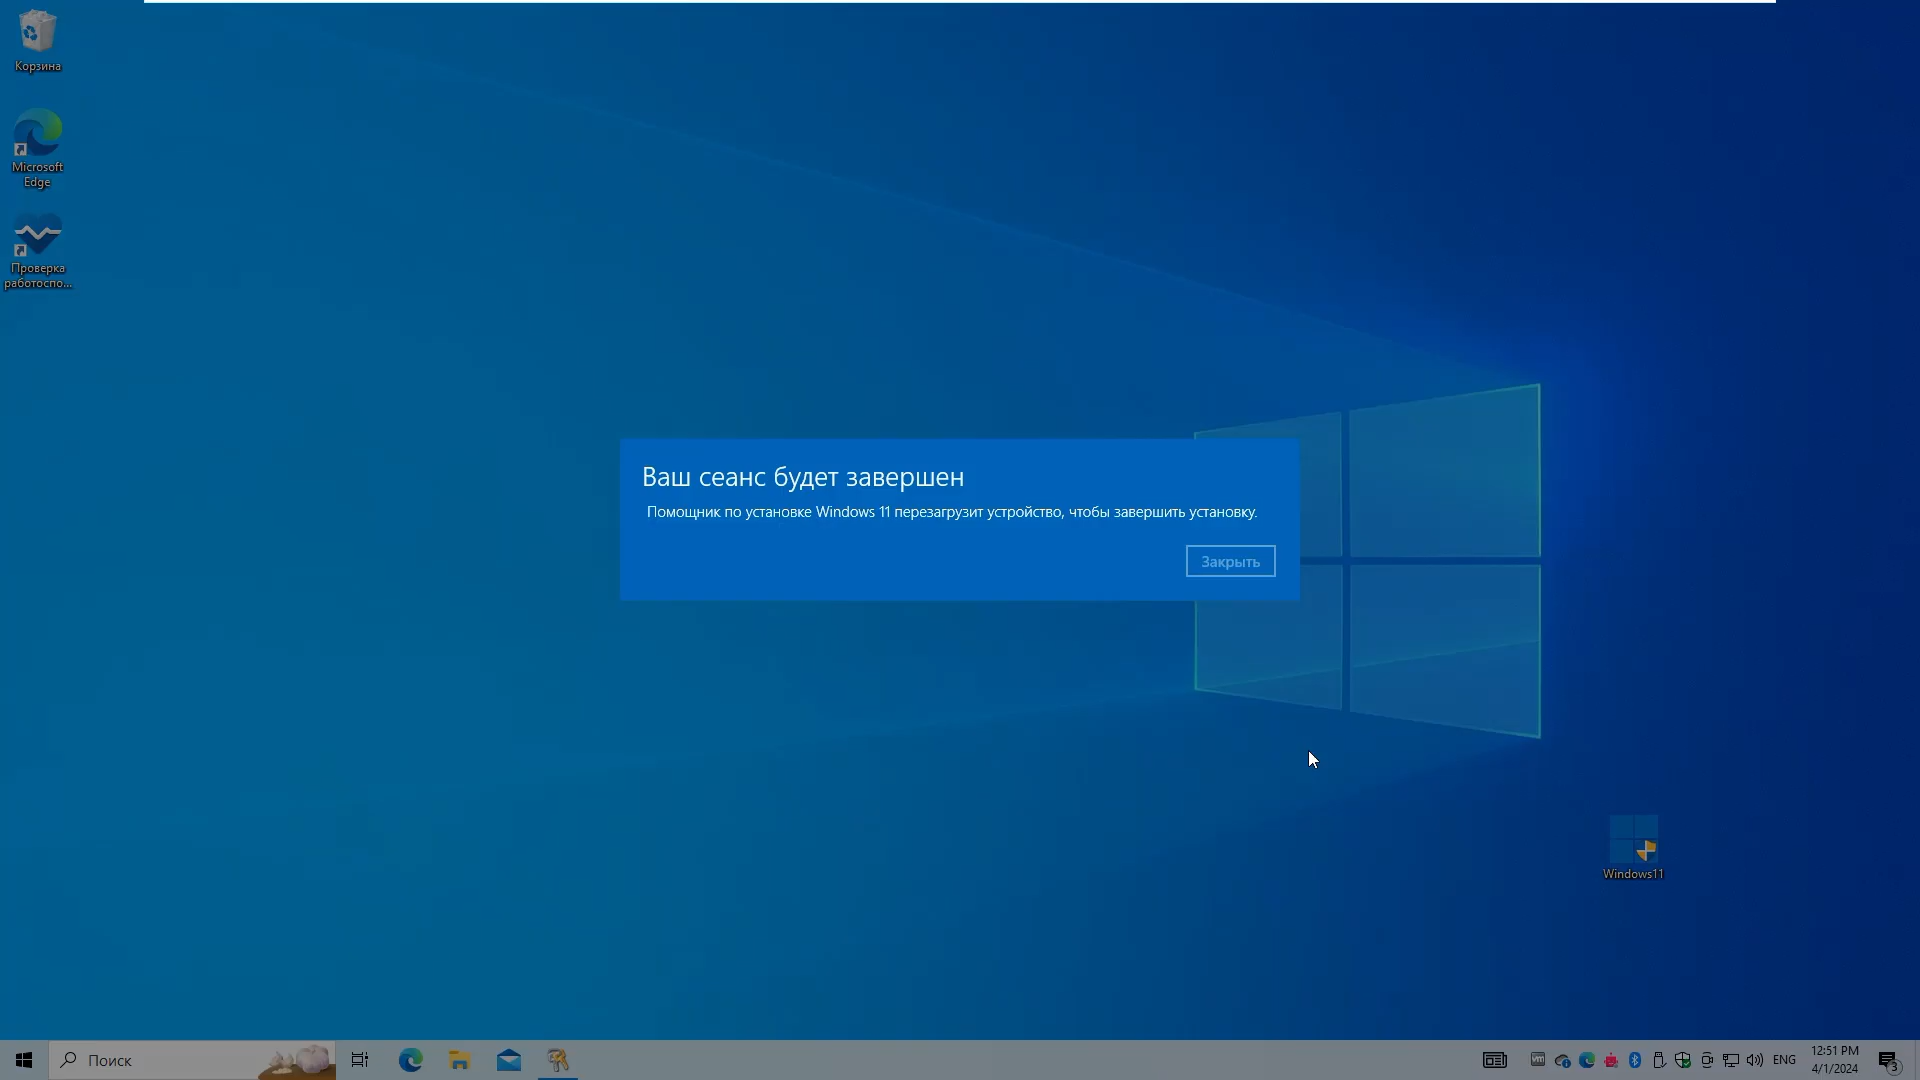 Корзина
Microsoft
Edge
Проверка
работоспо...
Ваш сеанс будет завершен
Помощник по установке Windows 11 перезагрузит устройство, чтобы завершить установку.
Закрыть
Windows11
Поиск
ENG
12:51 PM
4/1/2024
3